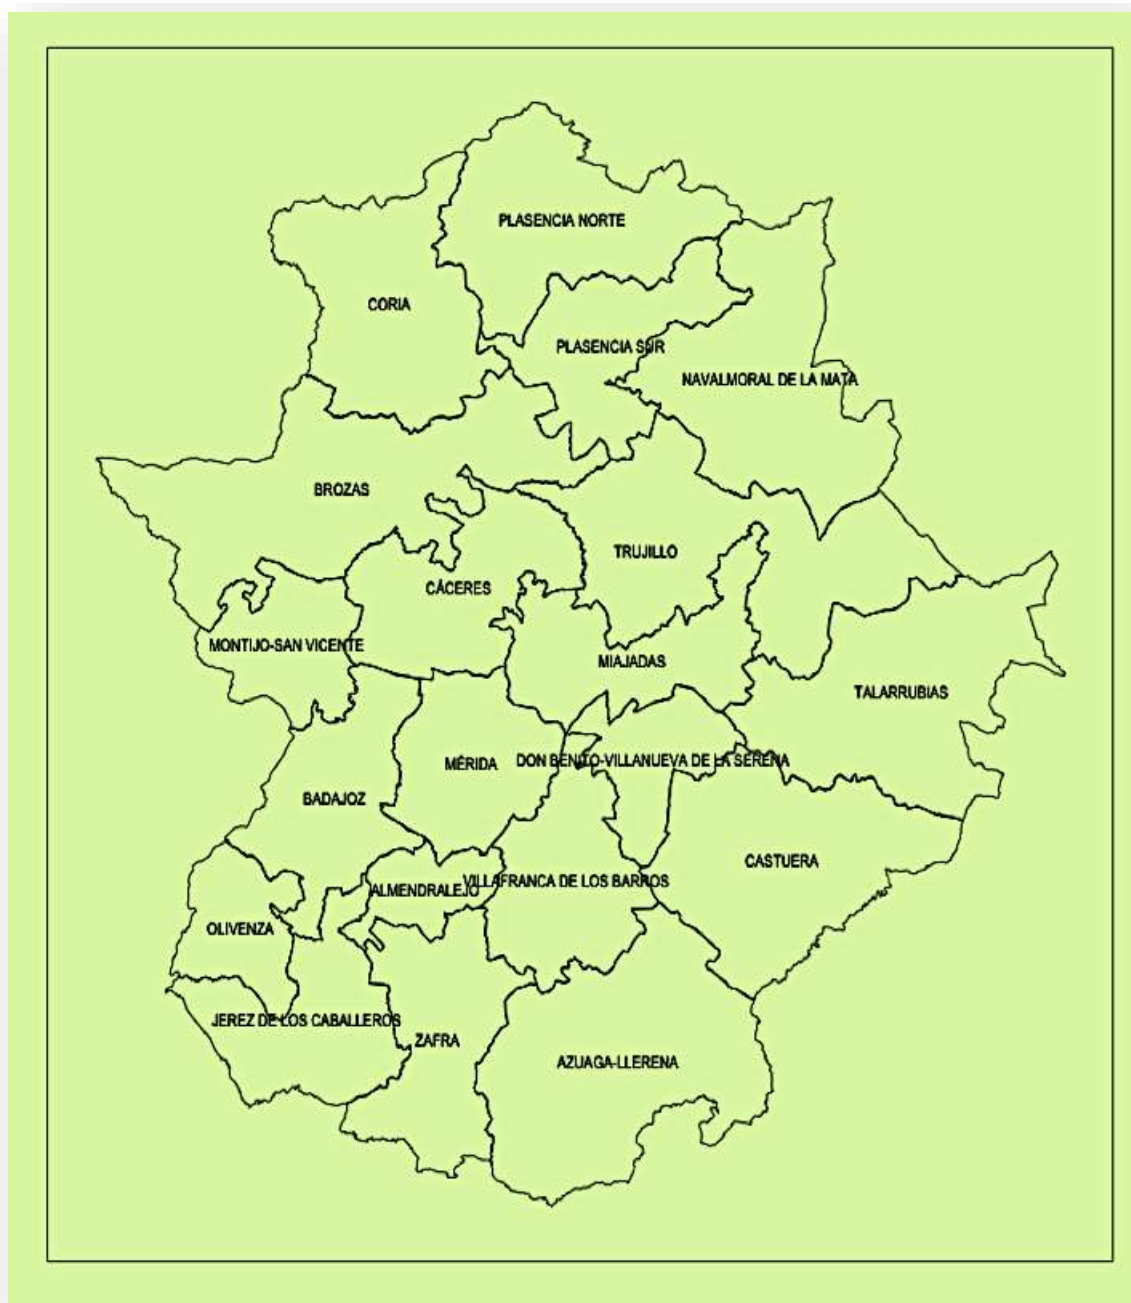 PLASENCIA NORTE
CORIA
PLASENCIA SUR
NAVALMORAL DE LA MATA
BROZAS
TRUJILLO
CÁCERES
MONTIJO-SAN VICENTE
MIAJADAS
TALARRUBIAS
DON BENITO-VILLANUEVA DE LA SERENA
MÉRIDA
BADAJOZ
CASTUERA
VILLAFRANCA DE LOS BARROS
ALMENDRALEJO
OLIVENZA
JEREZ DE LOS CABALLEROS
ZAFRA
AZUAGA-LLERENA